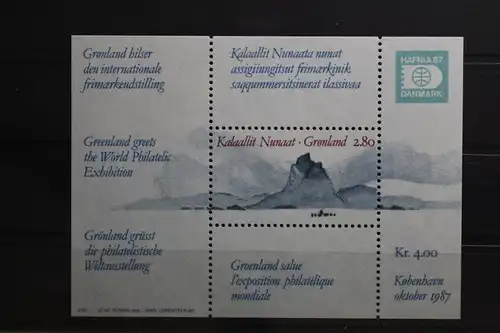 Grønland hilser
den internationale
frimærkeudstilling
Kalaallit Nunaata nunat
assigiiungitsut frimærkinik
saqqummersitsinerat ilassivaa
HAFNIA 87
DANMARK
Greenland greets
the World Philatelic
Exhibition
Kalaallit Nunaat · Grønland 2.80
Grönland grüsst
die philatelistische
Weltausstellung
Groenland salue
l'exposition philatelique
mondiale
Kr. 4.00
København
oktober 1987